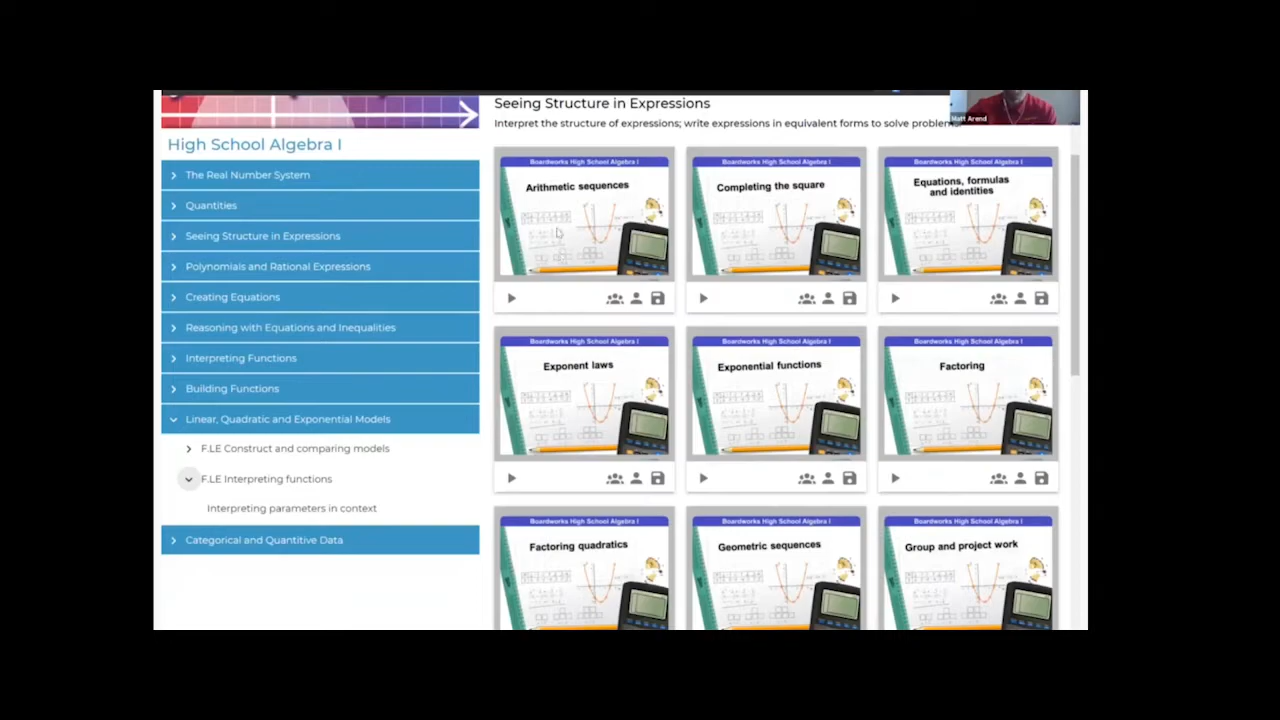 Seeing Structure in Expressions
Interpret the structure of expressions; write expressions in equivalent forms to solve problem
Matt Arend
High School Algebra I
The Real Number System
Quantities
Seeing Structure in Expressions
Polynomials and Rational Expressions
Creating Equations
Reasoning with Equations and Inequalities
Interpreting Functions
Building Functions
Linear, Quadratic and Exponential Models
F.LE Construct and comparing models
F.LE Interpreting functions
Interpreting parameters in context
Categorical and Quantitive Data
Boardworks High School Algebra I
Arithmetic sequences
Boardworks High School Algebra I
Completing the square
Boardworks High School Algebra I
Equations, formulas
and identities
Boardworks High School Algebra I
Exponent laws
Boardworks High School Algebra I
Exponential functions
Boardworks High School Algebra I
Factoring
Boardworks High School Algebra I
Factoring quadratics
Boardworks High School Algebra I
Geometric sequences
Boardworks High School Algebra I
Group and project work